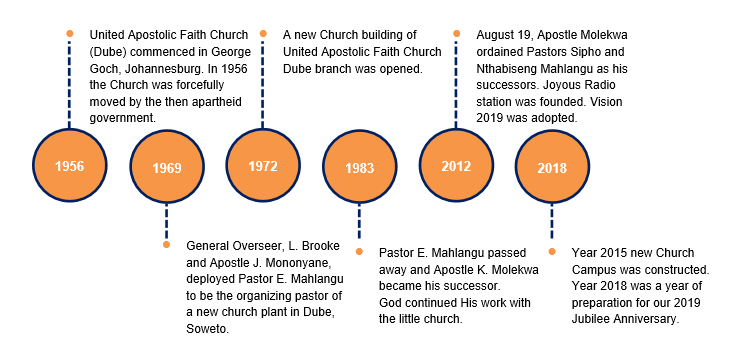 United Apostolic Faith Church
(Dube) commenced in George
Goch, Johannesburg. In 1956
the Church was forcefully
moved by the then apartheid
government.
A new Church building of
United Apostolic Faith Church
Dube branch was opened.
August 19, Apostle Molekwa
ordained Pastors Sipho and
Nthabiseng Mahlangu as his
successors. Joyous Radio
station was founded. Vision
2019 was adopted.
1956
1969
1972
1983
2012
2018
General Overseer, L. Brooke
and Apostle J. Mononyane,
deployed Pastor E. Mahlangu
to be the organizing pastor of
a new church plant in Dube,
Soweto.
Pastor E. Mahlangu passed
away and Apostle K. Molekwa
became his successor.
God continued His work with
the little church.
Year 2015 new Church
Campus was constructed.
Year 2018 was a year of
preparation for our 2019
Jubilee Anniversary.